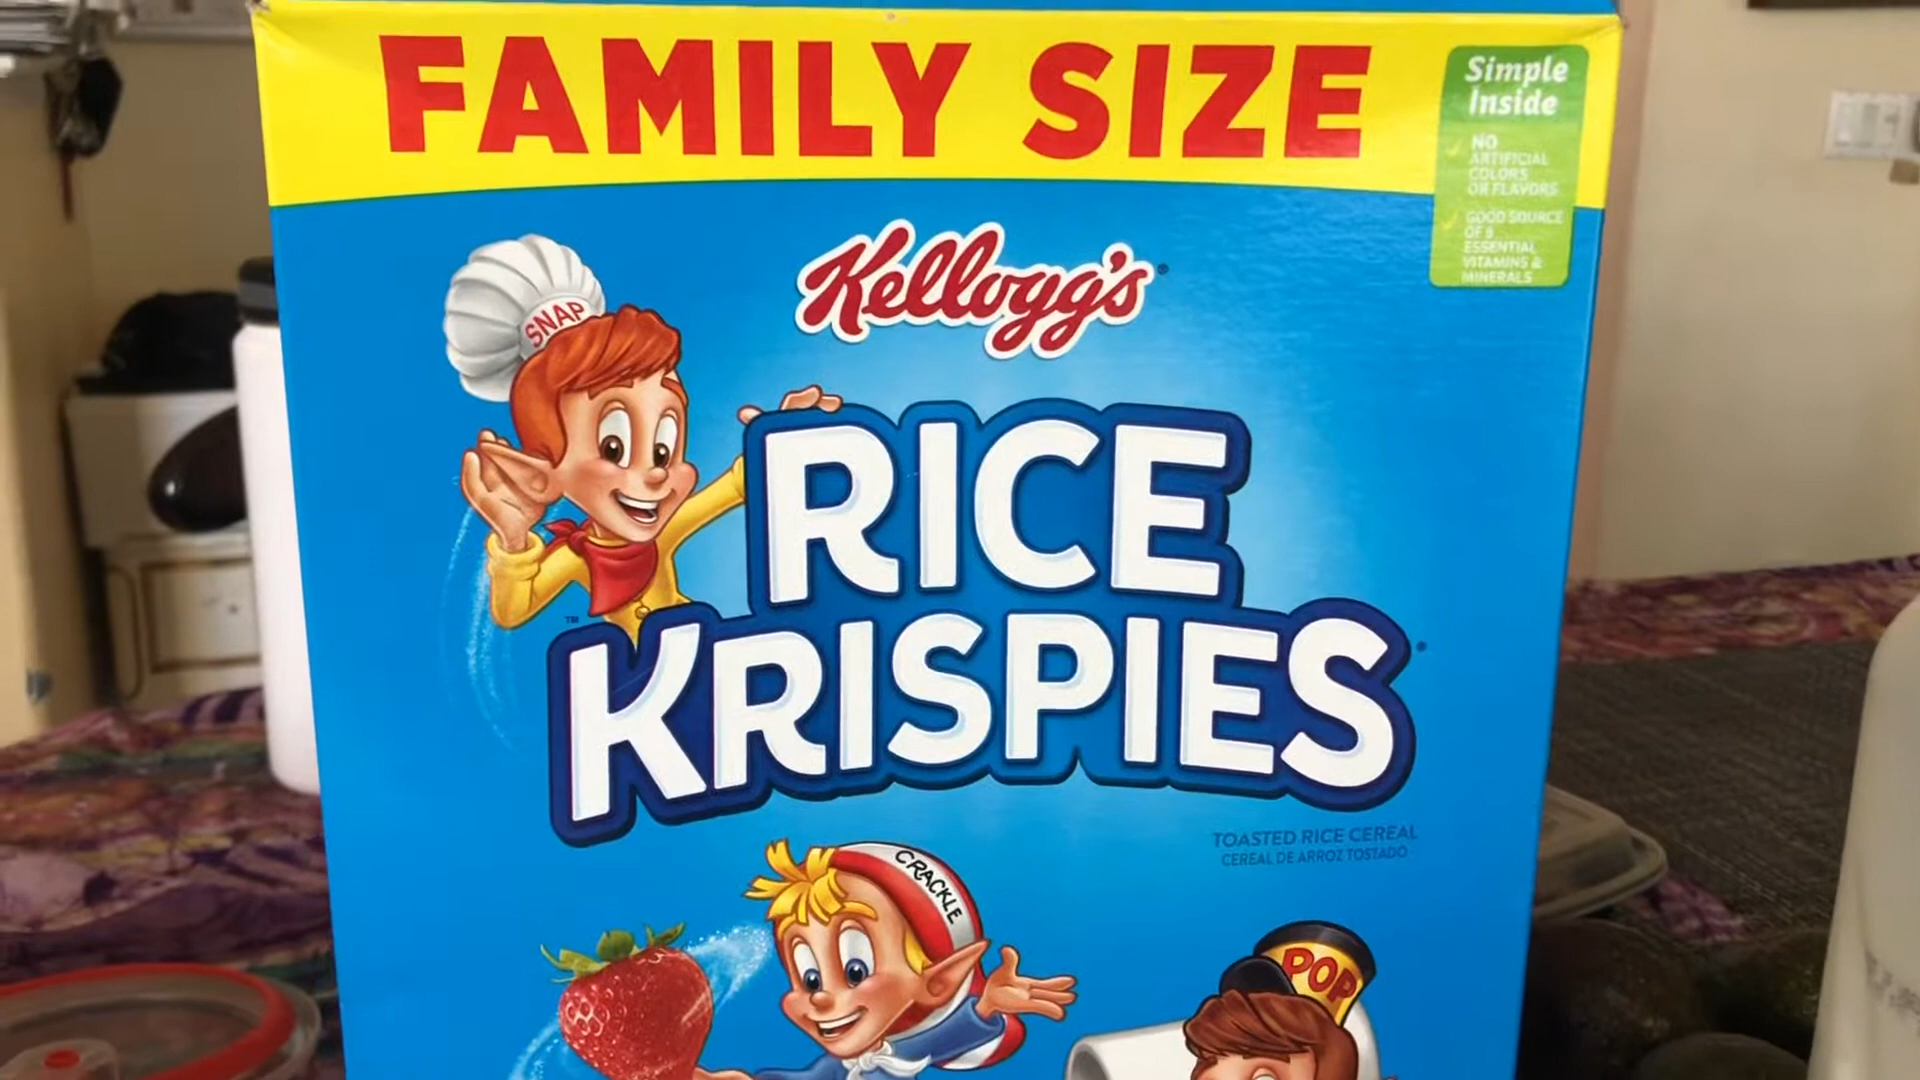 FAMILY SIZE
Simple
Inside
NO
ARTIFICIAL
COLORS
OR FLAVORS
GOOD SOURCE
OF 8
ESSENTIAL
VITAMINS &
MINERALS
Kellogg's®
SNAP
RICE
KRISPIES®
™
TOASTED RICE CEREAL
CEREAL DE ARROZ TOSTADO
CRACKLE
POP